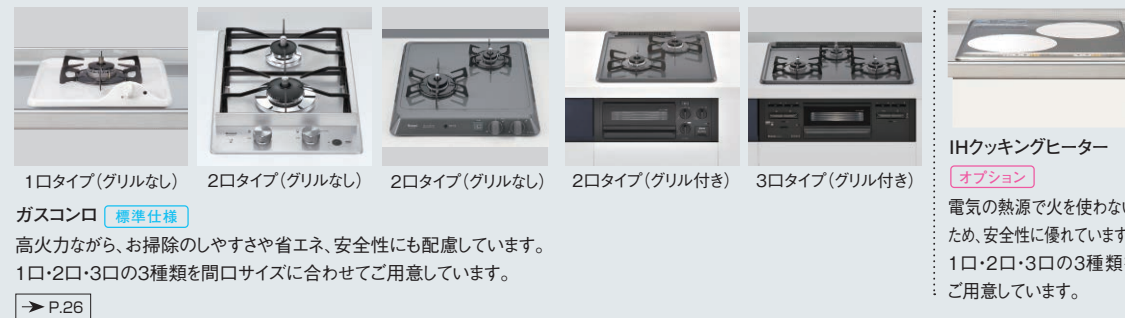 1口タイプ(グリルなし)
2口タイプ(グリルなし)
2口タイプ(グリルなし)
2口タイプ(グリル付き)
3口タイプ(グリル付き)
ガスコンロ 標準仕様
高火力ながら、お掃除のしやすさや省エネ、安全性にも配慮しています。
1口・2口・3口の3種類を間口サイズに合わせてご用意しています。
→ P.26
IHクッキングヒーター
オプション
電気の熱源で火を使わない
ため、安全性に優れています
1口・2口・3口の3種類
ご用意しています。